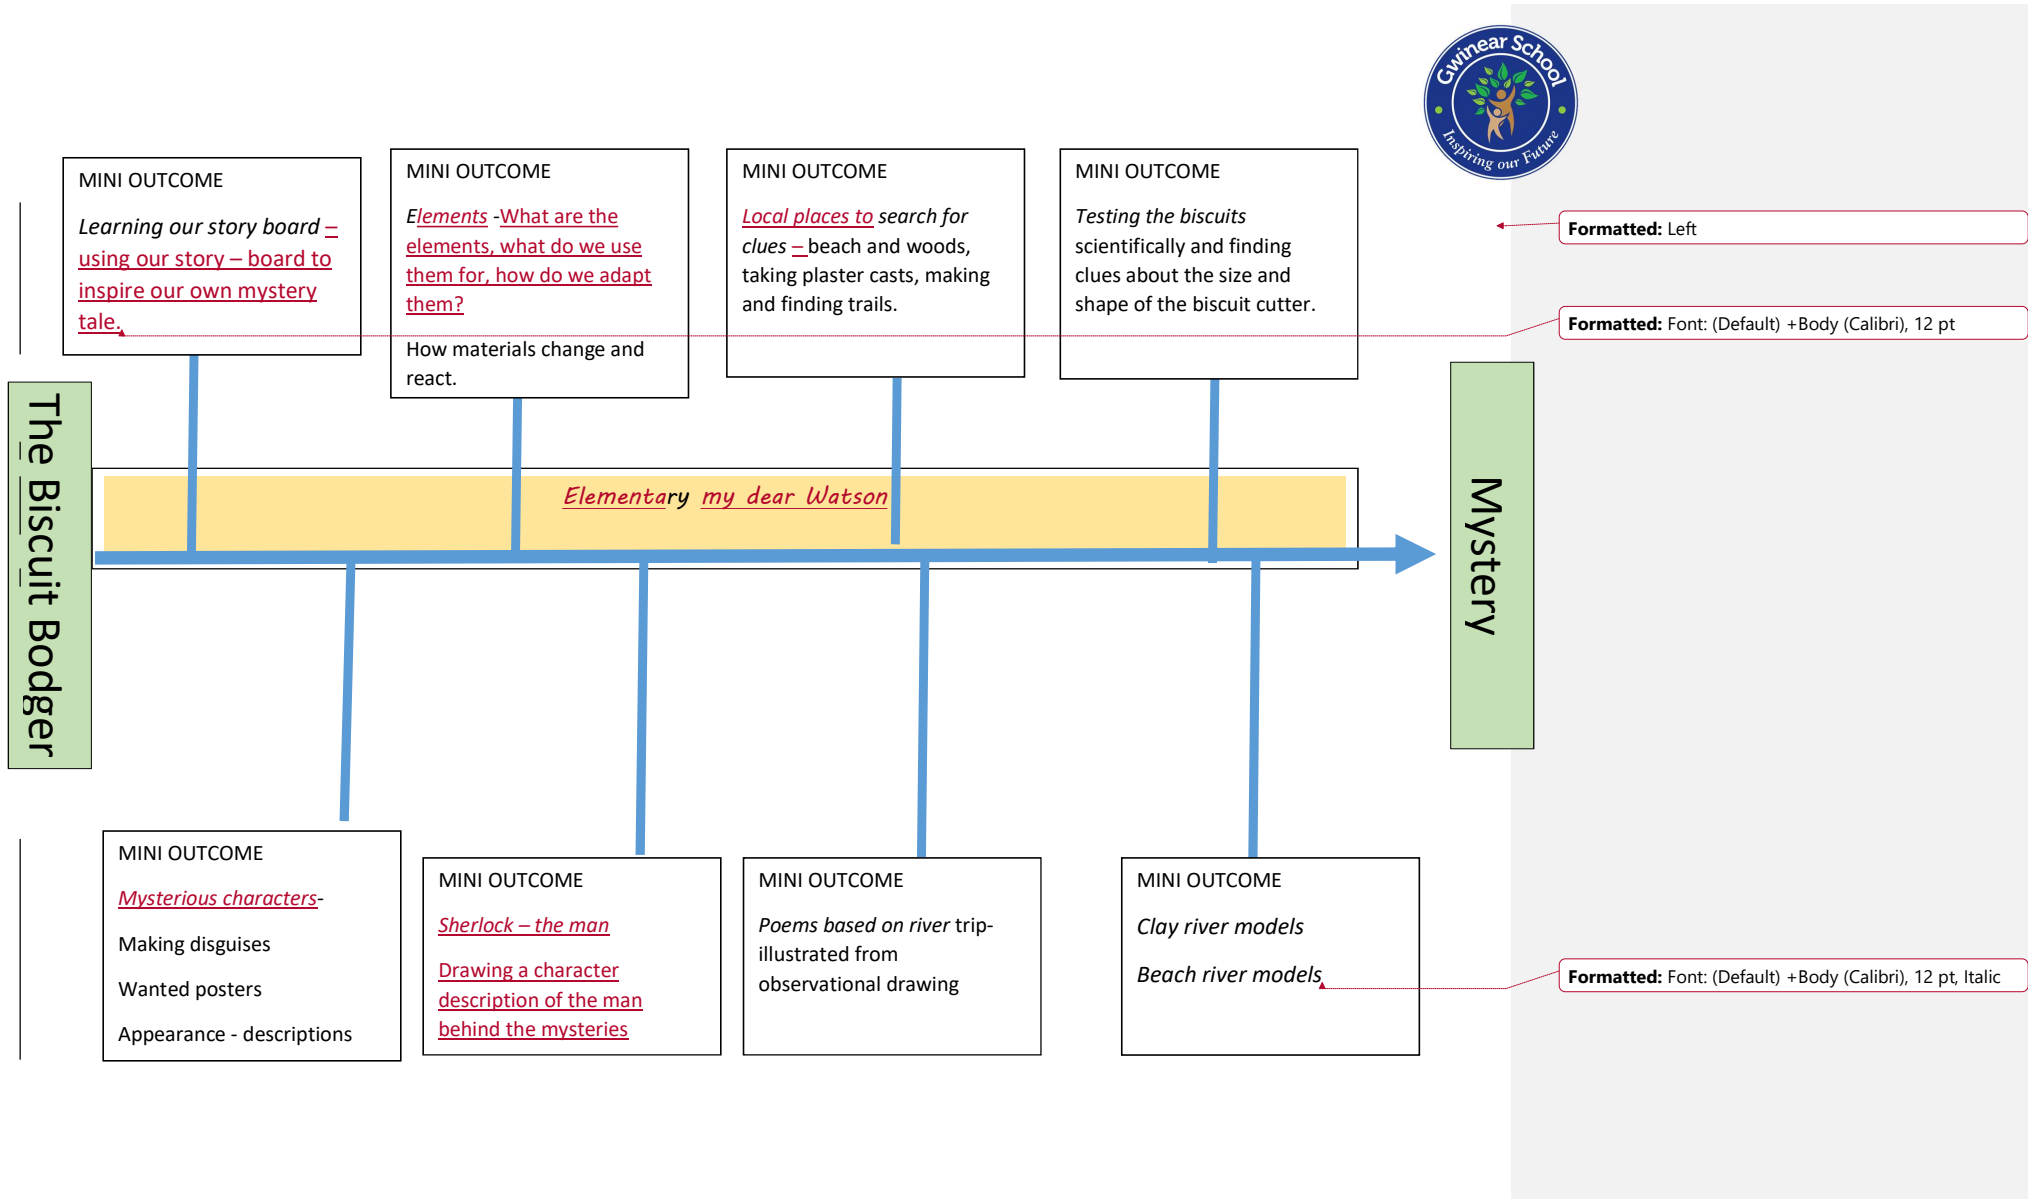 Gwinear School
Inspiring our Future
MINI OUTCOME
Learning our story board –
using our story – board to
inspire our own mystery
tale.
MINI OUTCOME
Elements -What are the
elements, what do we use
them for, how do we adapt
them?
How materials change and
react.
MINI OUTCOME
Local places to search for
clues – beach and woods,
taking plaster casts, making
and finding trails.
MINI OUTCOME
Testing the biscuits
scientifically and finding
clues about the size and
shape of the biscuit cutter.
Formatted: Left
Formatted: Font: (Default) +Body (Calibri), 12 pt
The Biscuit Bodger
Elementary my dear Watson
Mystery
MINI OUTCOME
Mysterious characters-
Making disguises
Wanted posters
Appearance - descriptions
MINI OUTCOME
Sherlock – the man
Drawing a character
description of the man
behind the mysteries
MINI OUTCOME
Poems based on river trip-
illustrated from
observational drawing
MINI OUTCOME
Clay river models
Beach river models
Formatted: Font: (Default) +Body (Calibri), 12 pt, Italic